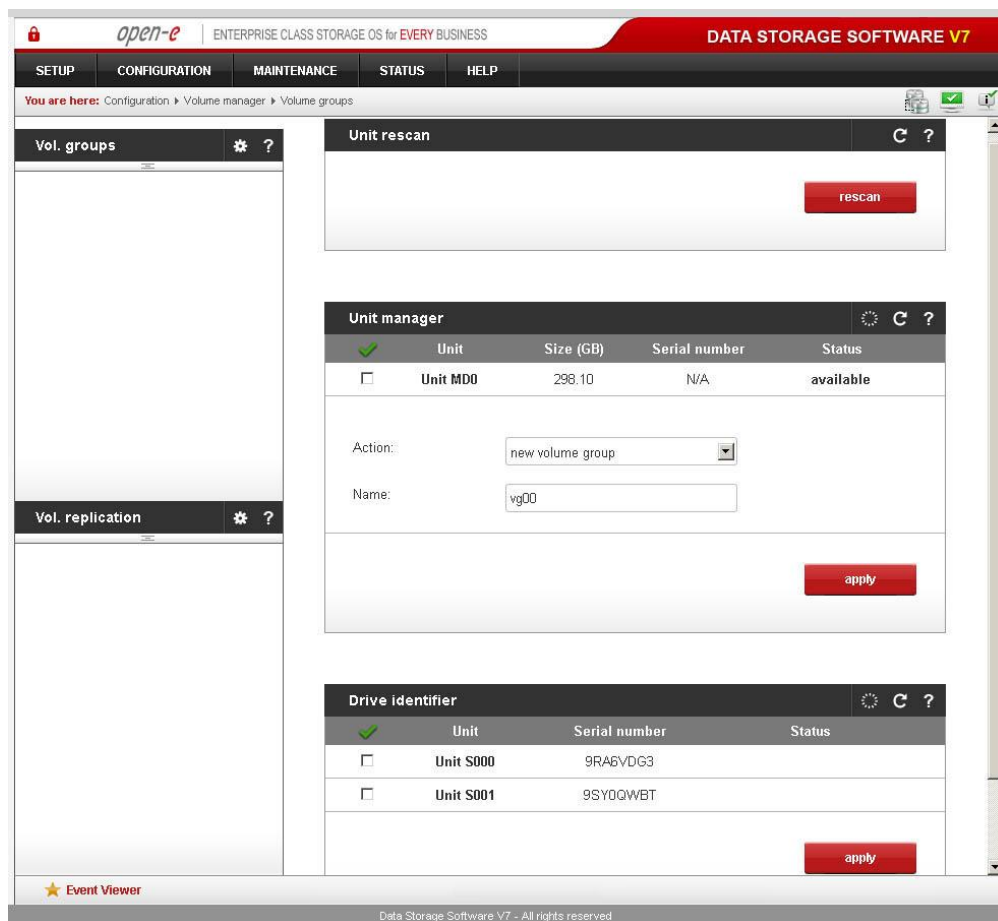 open-e ENTERPRISE CLASS STORAGE OS for EVERY BUSINESS DATA STORAGE SOFTWARE V7
SETUP CONFIGURATION MAINTENANCE STATUS HELP
You are here: Configuration Volume manager Volume groups
Vol. groups ?
Vol. replication ?
Unit rescan ?
rescan
Unit manager ?
Unit Size (GB) Serial number Status
Unit MD0 298.10 N/A available
Action: new volume group
Name: vg00
apply
Drive identifier ?
Unit Serial number Status
Unit S000 9RA6VDG3
Unit S001 9SY0QWBT
apply
Event Viewer
Data Storage Software V7 - All rights reserved